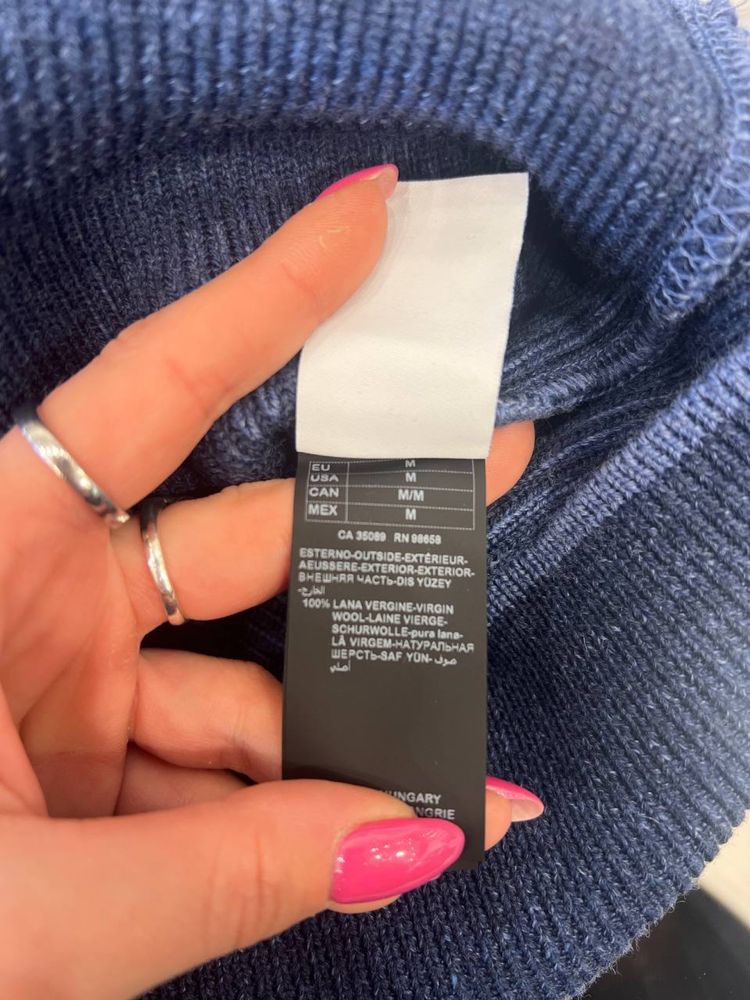 EU M
USA M
CAN M/M
MEX M
CA 35089 RN 98658
ESTERNO-OUTSIDE-EXTÉRIEUR-
AEUSSERE-EXTERIOR-EXTERIOR-
ВНЕШНЯЯ ЧАСТЬ-DIS YÜZEY
-الخارج
100% LANA VERGINE-VIRGIN
WOOL-LAINE VIERGE-
SCHURWOLLE-pura lana-
LÃ VIRGEM-НАТУРАЛЬНАЯ
ШЕРСТЬ-SAF YÜN- صوف
أصلي
HUNGARY